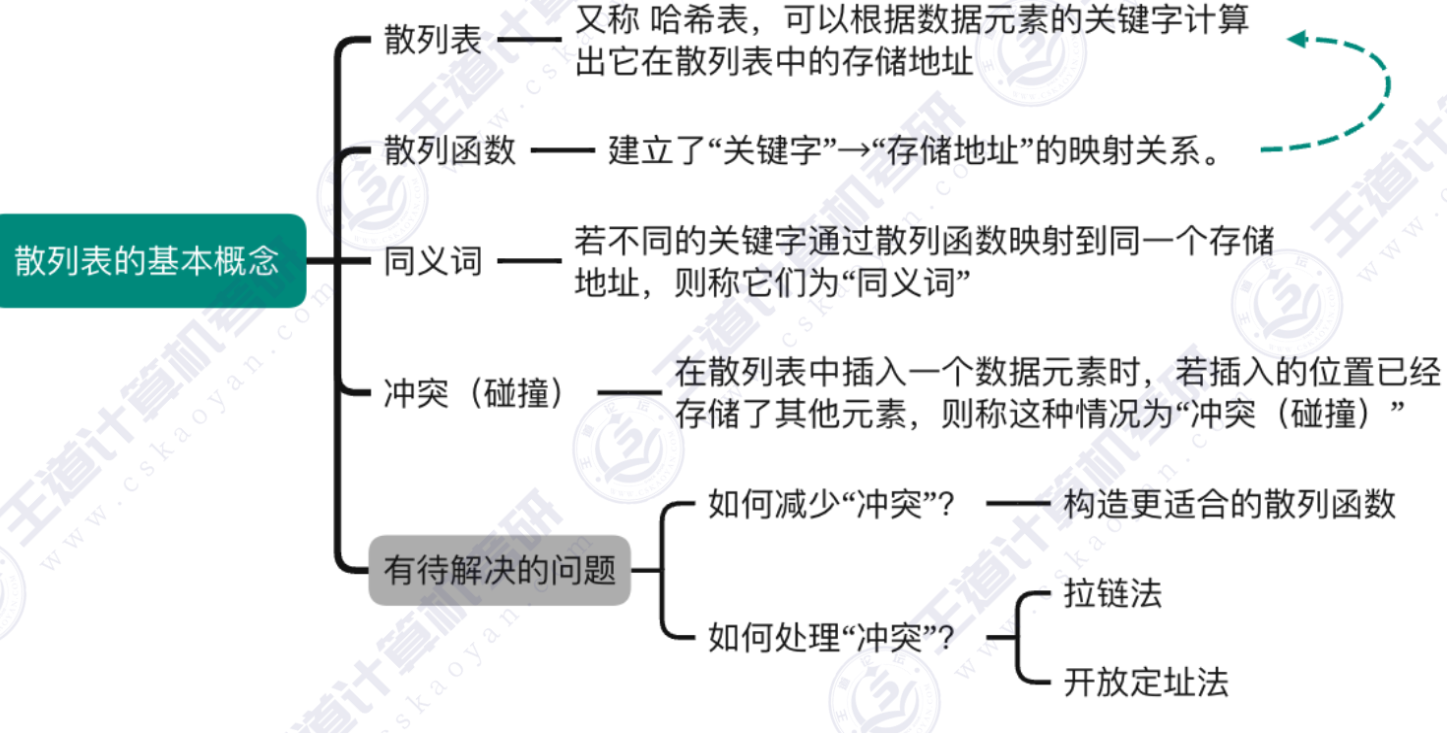 散列表
又称 哈希表，可以根据数据元素的关键字计算
出它在散列表中的存储地址
散列函数
建立了“关键字”→“存储地址”的映射关系。
散列表的基本概念
同义词
若不同的关键字通过散列函数映射到同一个存储
地址，则称它们为“同义词”
冲突（碰撞）
在散列表中插入一个数据元素时，若插入的位置已经
存储了其他元素，则称这种情况为“冲突（碰撞）”
有待解决的问题
如何减少“冲突”？
构造更适合的散列函数
如何处理“冲突”？
拉链法
开放定址法
王道计算机考研
www.cskaoyan.com